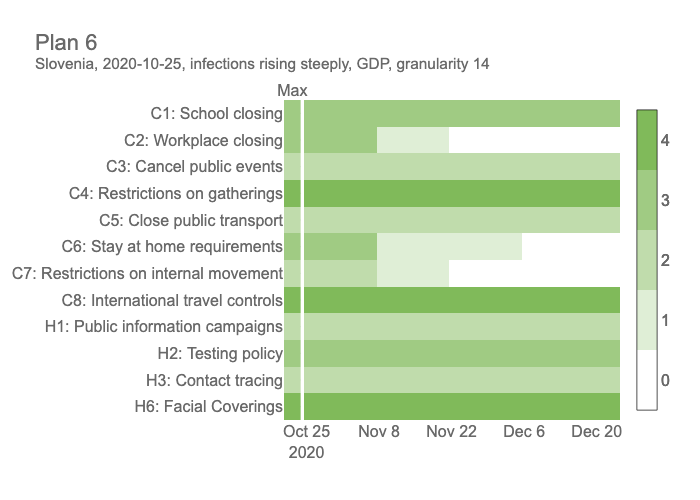 Plan 6
Slovenia, 2020-10-25, infections rising steeply, GDP, granularity 14
Max
C1: School closing
C2: Workplace closing
C3: Cancel public events
C4: Restrictions on gatherings
C5: Close public transport
C6: Stay at home requirements
C7: Restrictions on internal movement
C8: International travel controls
H1: Public information campaigns
H2: Testing policy
H3: Contact tracing
H6: Facial Coverings
Oct 25 Nov 8 Nov 22 Dec 6 Dec 20
2020
4
3
2
1
0